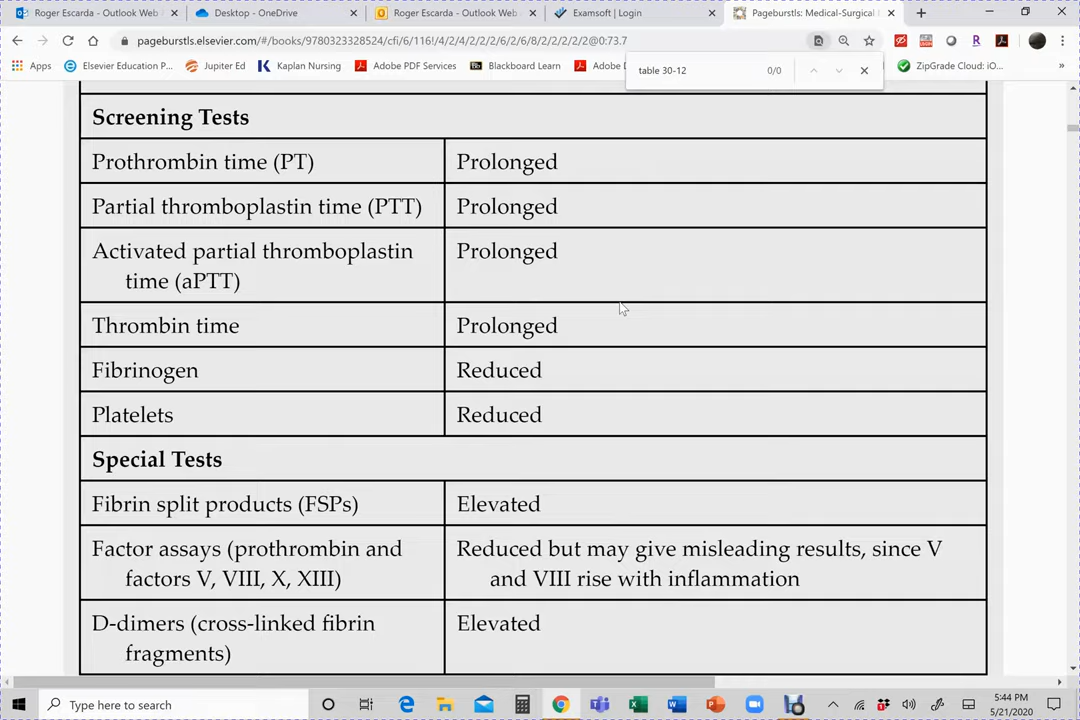 Roger Escarda - Outlook Web
Desktop - OneDrive
Roger Escarda - Outlook Web
Examsoft | Login
Pageburstls: Medical-Surgical
pageburstls.elsevier.com/#/books/9780323328524/cfi/6/116!/4/2/4/2/2/2/6/2/6/8/2/2/2/2/2@0:73.7
Apps
Elsevier Education P...
Jupiter Ed
Kaplan Nursing
Adobe PDF Services
Blackboard Learn
Adobe D
ZipGrade Cloud: iO...
»
table 30-12
0/0
Screening Tests
Prothrombin time (PT)
Prolonged
Partial thromboplastin time (PTT)
Prolonged
Activated partial thromboplastin
time (aPTT)
Prolonged
Thrombin time
Prolonged
Fibrinogen
Reduced
Platelets
Reduced
Special Tests
Fibrin split products (FSPs)
Elevated
Factor assays (prothrombin and
factors V, VIII, X, XIII)
Reduced but may give misleading results, since V
and VIII rise with inflammation
D-dimers (cross-linked fibrin
fragments)
Elevated
Type here to search
5:44 PM
5/21/2020